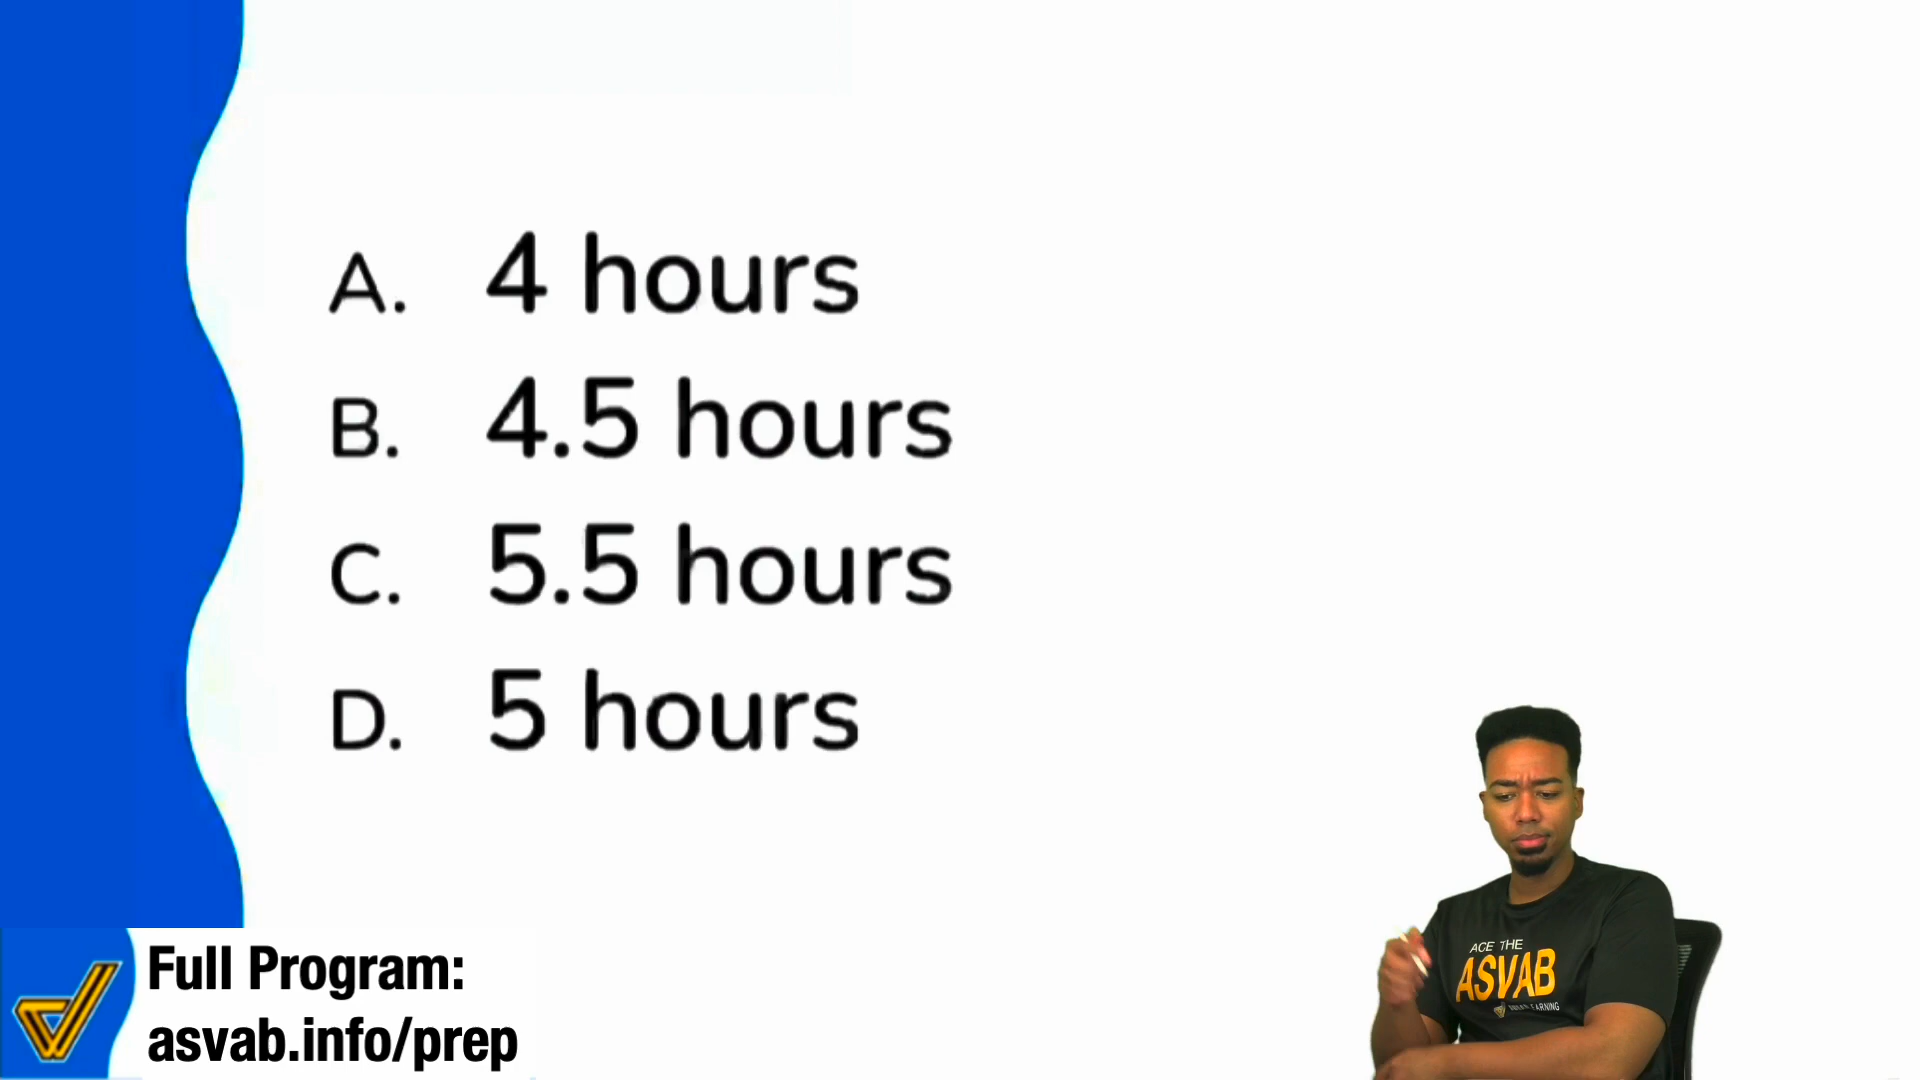 A. 4 hours
B. 4.5 hours
C. 5.5 hours
D. 5 hours
Full Program:
asvab.info/prep
ACE THE
ASVAB